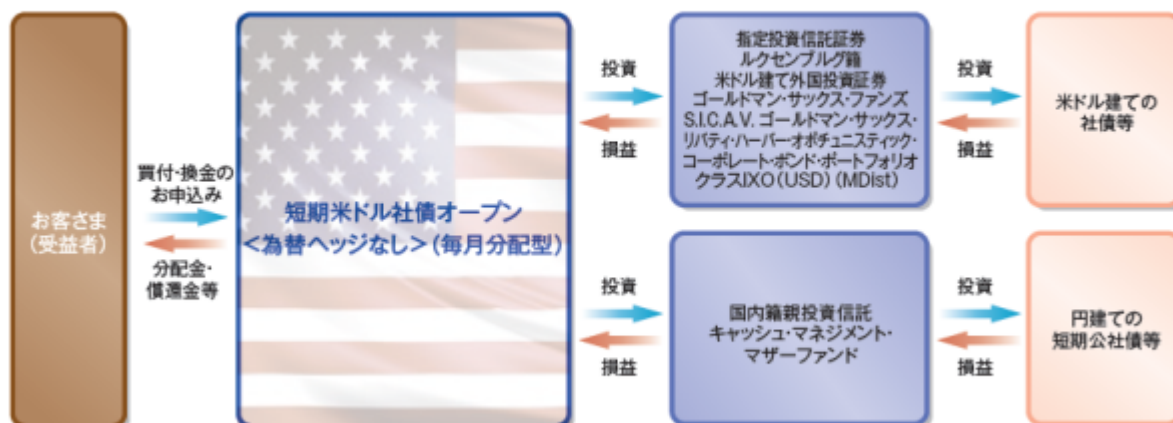 お客さま
(受益者)
買付・換金の
お申込み
分配金・
償還金等
短期米ドル社債オープン
<為替ヘッジなし>(毎月分配型)
投資
損益
指定投資信託証券
ルクセンブルグ籍
米ドル建て外国投資証券
ゴールドマン・サックス・ファンズ
S.I.C.A.V. ゴールドマン・サックス・
リバティ・ハーバー・オポチュニスティック・
コーポレート・ボンド・ポートフォリオ
クラスIXO(USD)(MDist)
投資
損益
米ドル建ての
社債等
投資
損益
国内籍親投資信託
キャッシュ・マネジメント・
マザーファンド
投資
損益
円建ての
短期公社債等